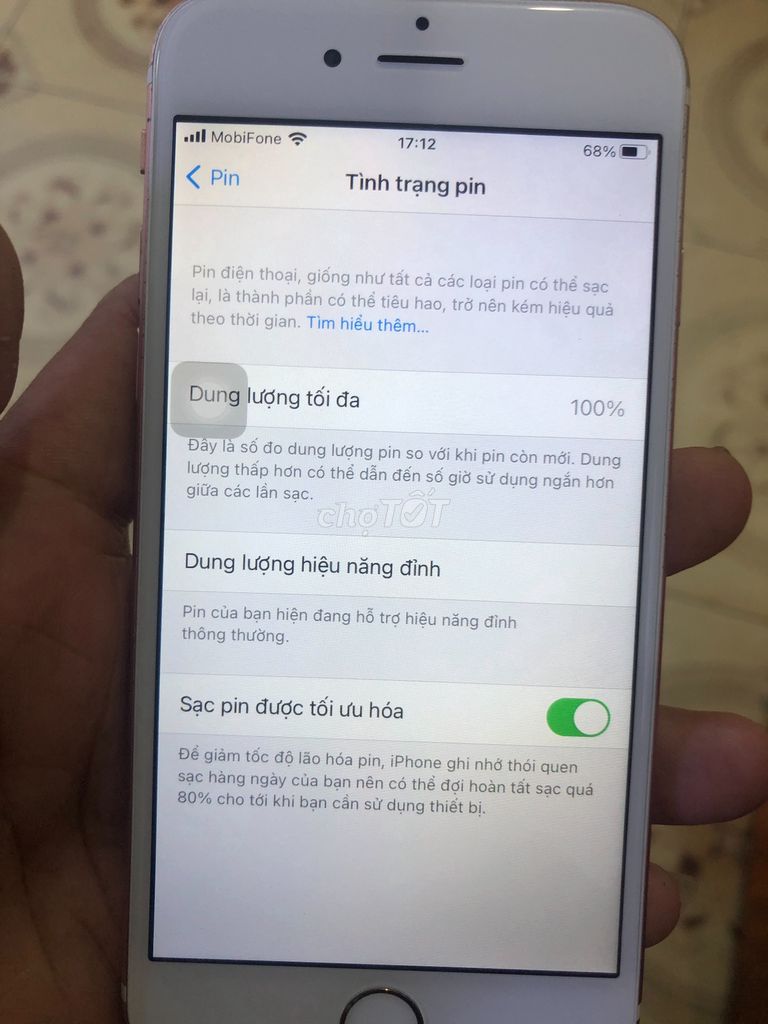 MobiFone
17:12
68%
Pin
Tình trạng pin
Pin điện thoại, giống như tất cả các loại pin có thể sạc
lại, là thành phần có thể tiêu hao, trở nên kém hiệu quả
theo thời gian. Tìm hiểu thêm...
Dung lượng tối đa
100%
Đây là số đo dung lượng pin so với khi pin còn mới. Dung
lượng thấp hơn có thể dẫn đến số giờ sử dụng ngắn hơn
giữa các lần sạc.
chợTỐT
Dung lượng hiệu năng đỉnh
Pin của bạn hiện đang hỗ trợ hiệu năng đỉnh
thông thường.
Sạc pin được tối ưu hóa
Để giảm tốc độ lão hóa pin, iPhone ghi nhớ thói quen
sạc hàng ngày của bạn nên có thể đợi hoàn tất sạc quá
80% cho tới khi bạn cần sử dụng thiết bị.